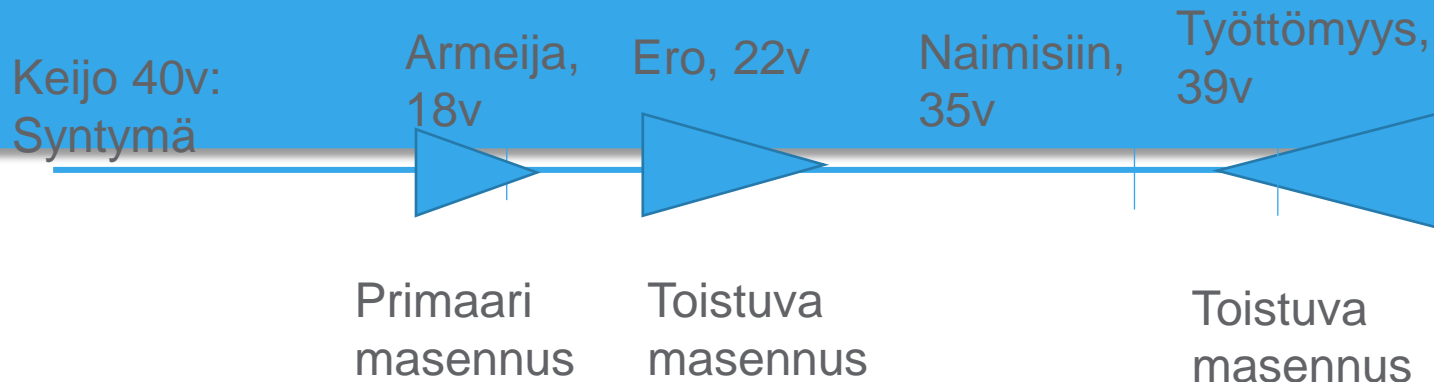 Keijo 40v:
Syntymä
Armeija,
18v
Ero, 22v
Naimisiin,
35v
Työttömyys,
39v
Primaari
masennus
Toistuva
masennus
Toistuva
masennus